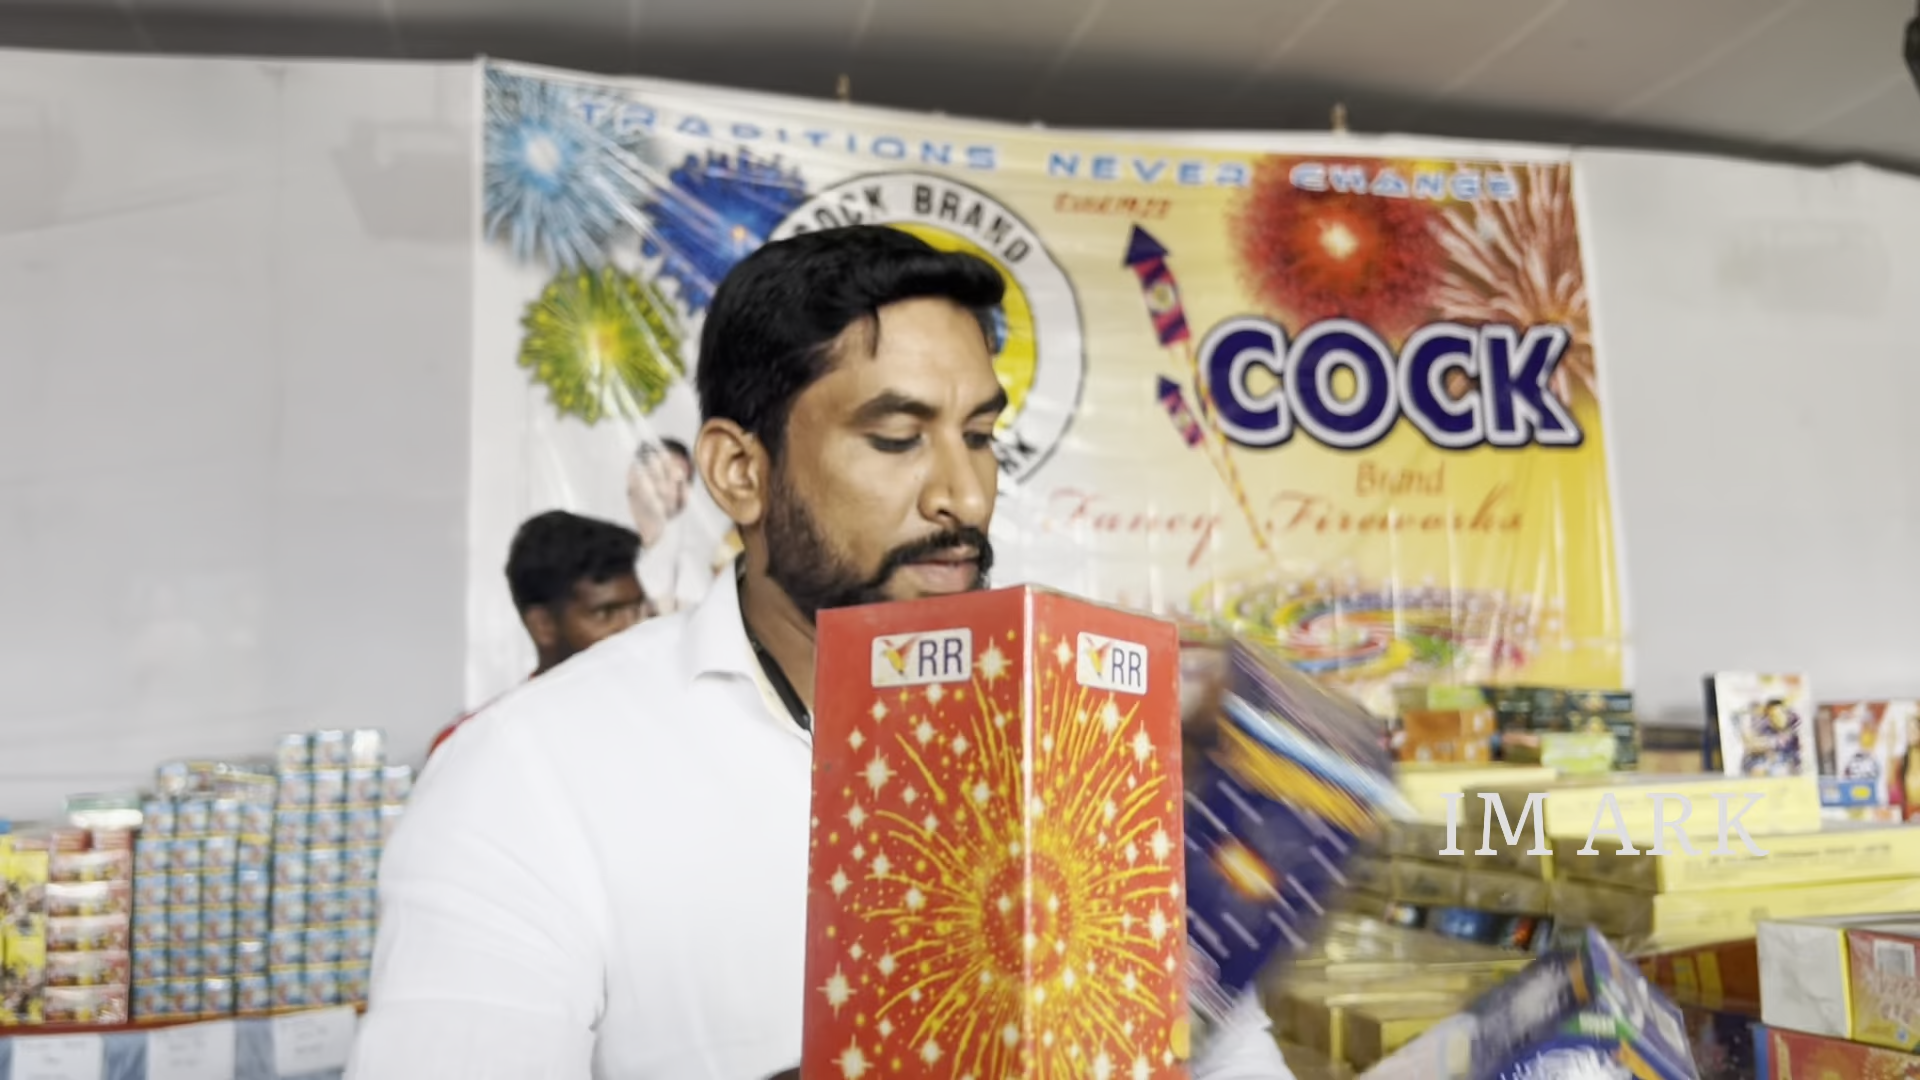 TRADITIONS NEVER CHANGE
COCK BRAND
COCK
Brand
Fancy Fireworks
RR
RR
IM ARK